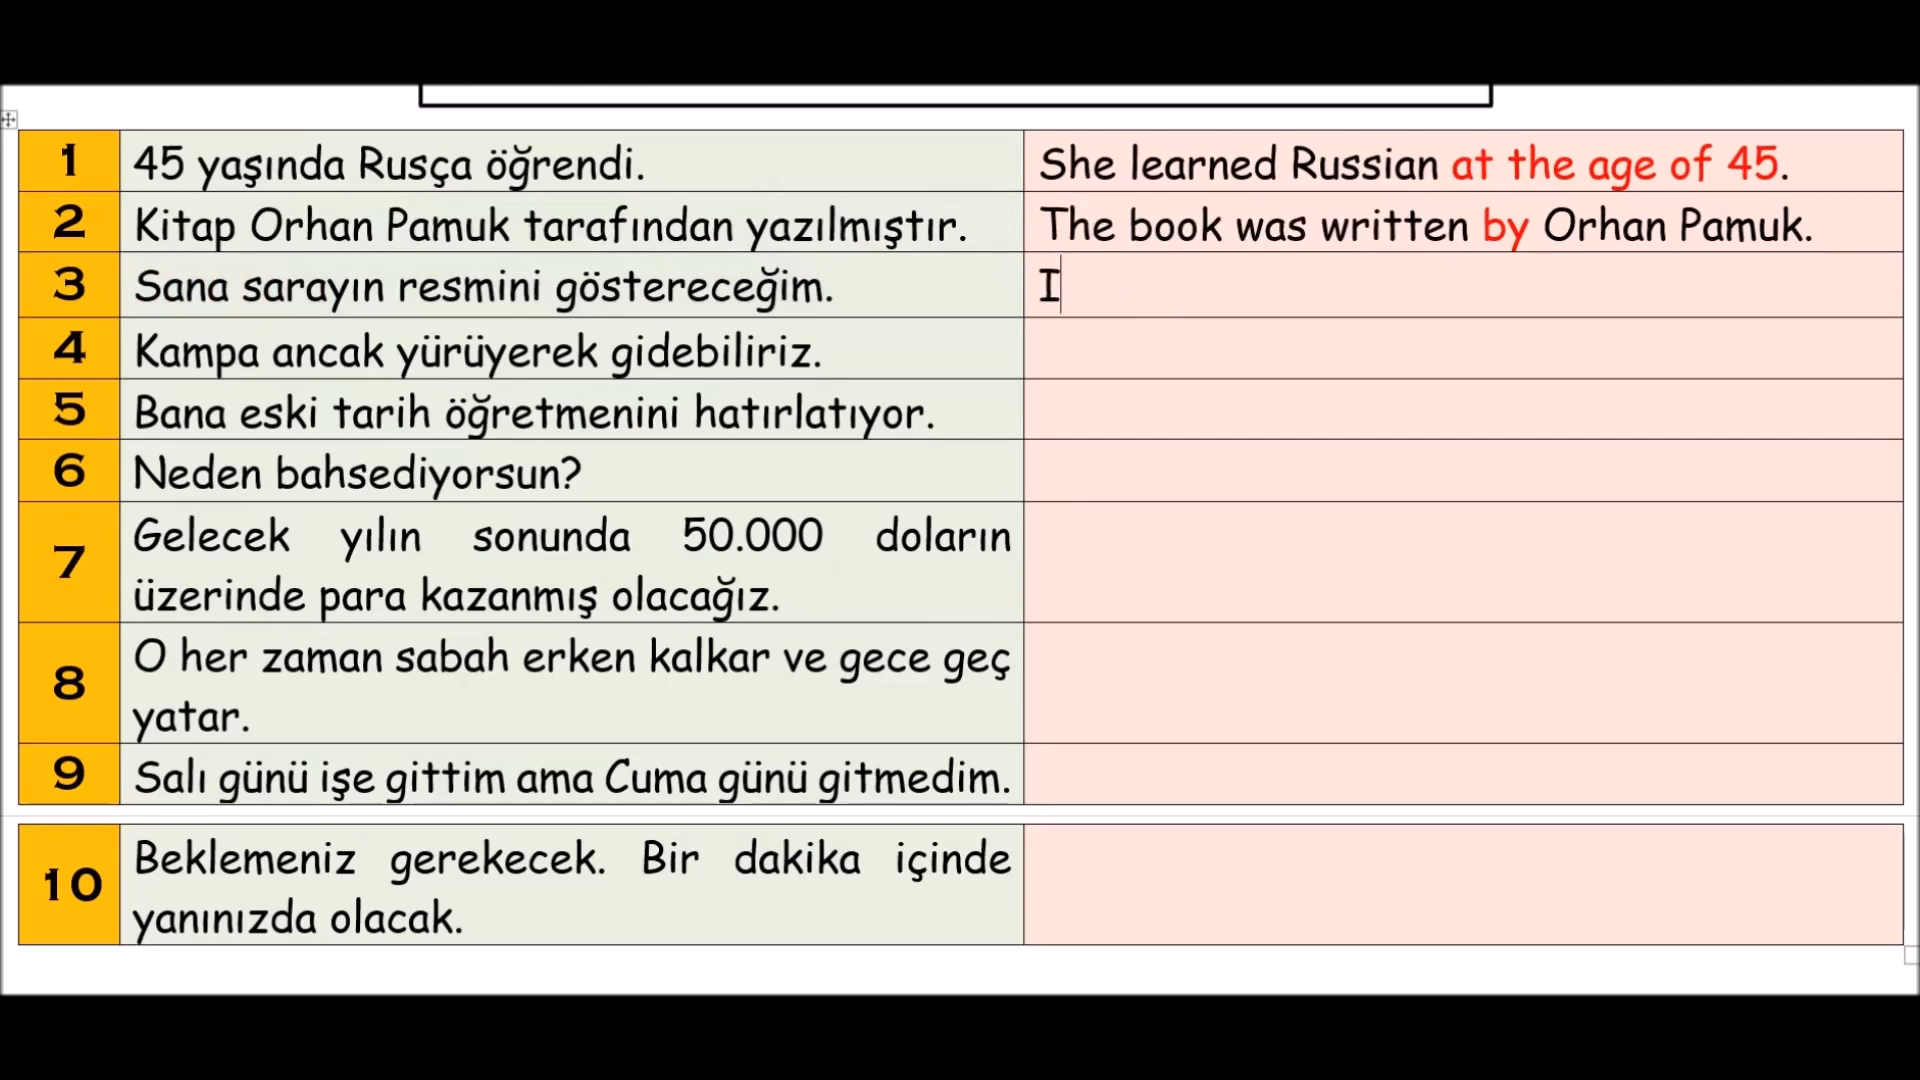 1 45 yaşında Rusça öğrendi. She learned Russian at the age of 45.
2 Kitap Orhan Pamuk tarafından yazılmıştır. The book was written by Orhan Pamuk.
3 Sana sarayın resmini göstereceğim. I
4 Kampa ancak yürüyerek gidebiliriz.
5 Bana eski tarih öğretmenini hatırlatıyor.
6 Neden bahsediyorsun?
7 Gelecek yılın sonunda 50.000 doların
üzerinde para kazanmış olacağız.
8 O her zaman sabah erken kalkar ve gece geç
yatar.
9 Salı günü işe gittim ama Cuma günü gitmedim.
10 Beklemeniz gerekecek. Bir dakika içinde
yanınızda olacak.